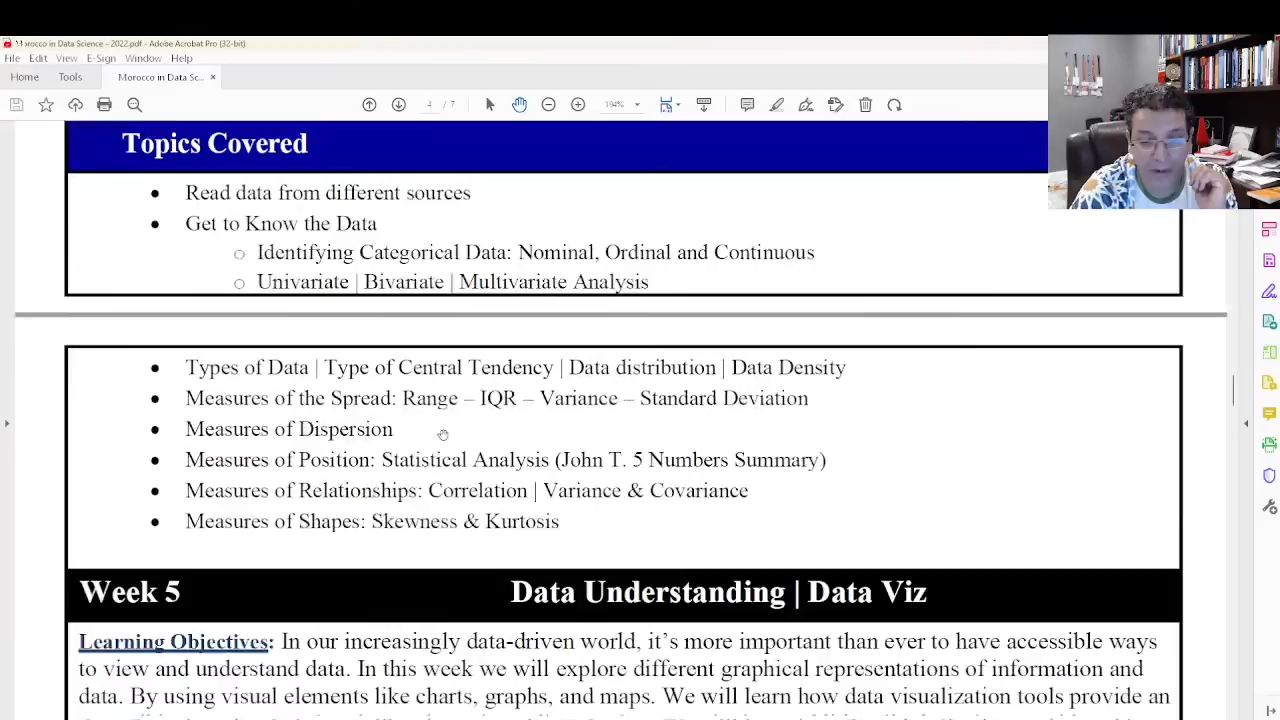 Morocco in Data Science - 2022.pdf - Adobe Acrobat Pro (32-bit)
File Edit View E-Sign Window Help
Home Tools Morocco in Data Sc... ×
4 / 7 194%
Topics Covered
• Read data from different sources
• Get to Know the Data
○ Identifying Categorical Data: Nominal, Ordinal and Continuous
○ Univariate | Bivariate | Multivariate Analysis
• Types of Data | Type of Central Tendency | Data distribution | Data Density
• Measures of the Spread: Range – IQR – Variance – Standard Deviation
• Measures of Dispersion
• Measures of Position: Statistical Analysis (John T. 5 Numbers Summary)
• Measures of Relationships: Correlation | Variance & Covariance
• Measures of Shapes: Skewness & Kurtosis
Week 5 Data Understanding | Data Viz
Learning Objectives: In our increasingly data-driven world, it's more important than ever to have accessible ways
to view and understand data. In this week we will explore different graphical representations of information and
data. By using visual elements like charts, graphs, and maps. We will learn how data visualization tools provide an